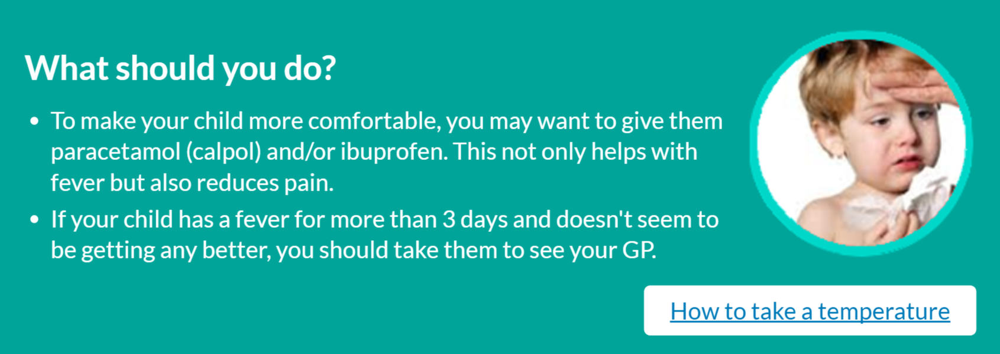 What should you do?
• To make your child more comfortable, you may want to give them
paracetamol (calpol) and/or ibuprofen. This not only helps with
fever but also reduces pain.
• If your child has a fever for more than 3 days and doesn't seem to
be getting any better, you should take them to see your GP.
How to take a temperature